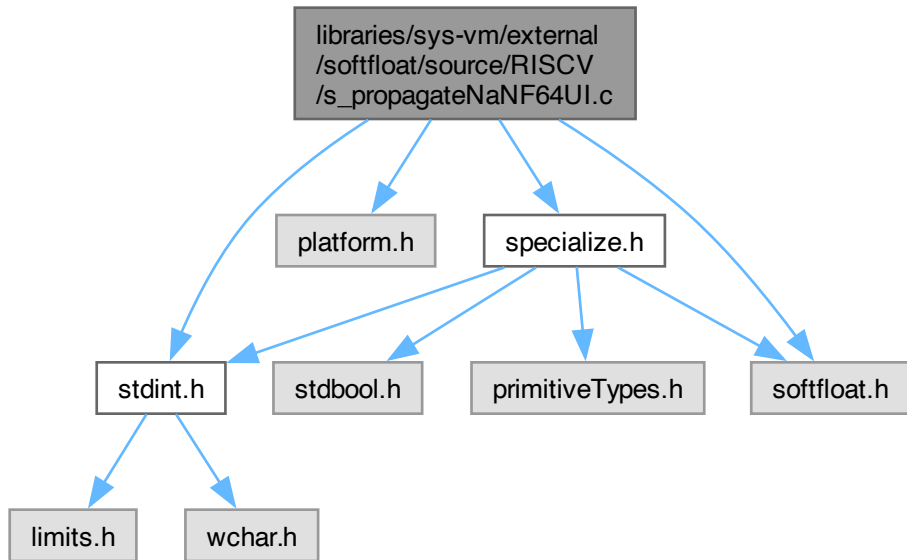 libraries/sys-vm/external
/softfloat/source/RISCV
/s_propagateNaNF64UI.c
platform.h
specialize.h
stdint.h
stdbool.h
primitiveTypes.h
softfloat.h
limits.h
wchar.h